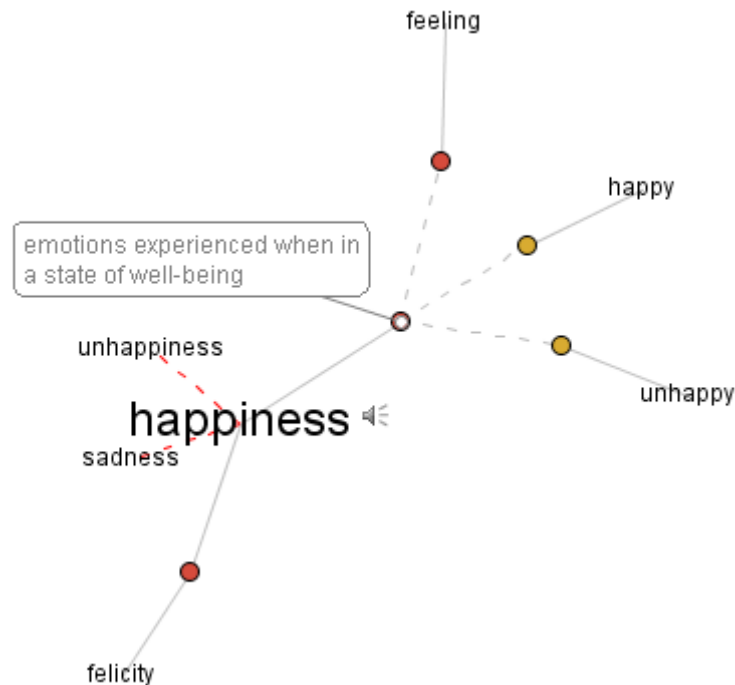 feeling
happy
emotions experienced when in
a state of well-being
unhappiness
unhappy
happiness
sadness
felicity